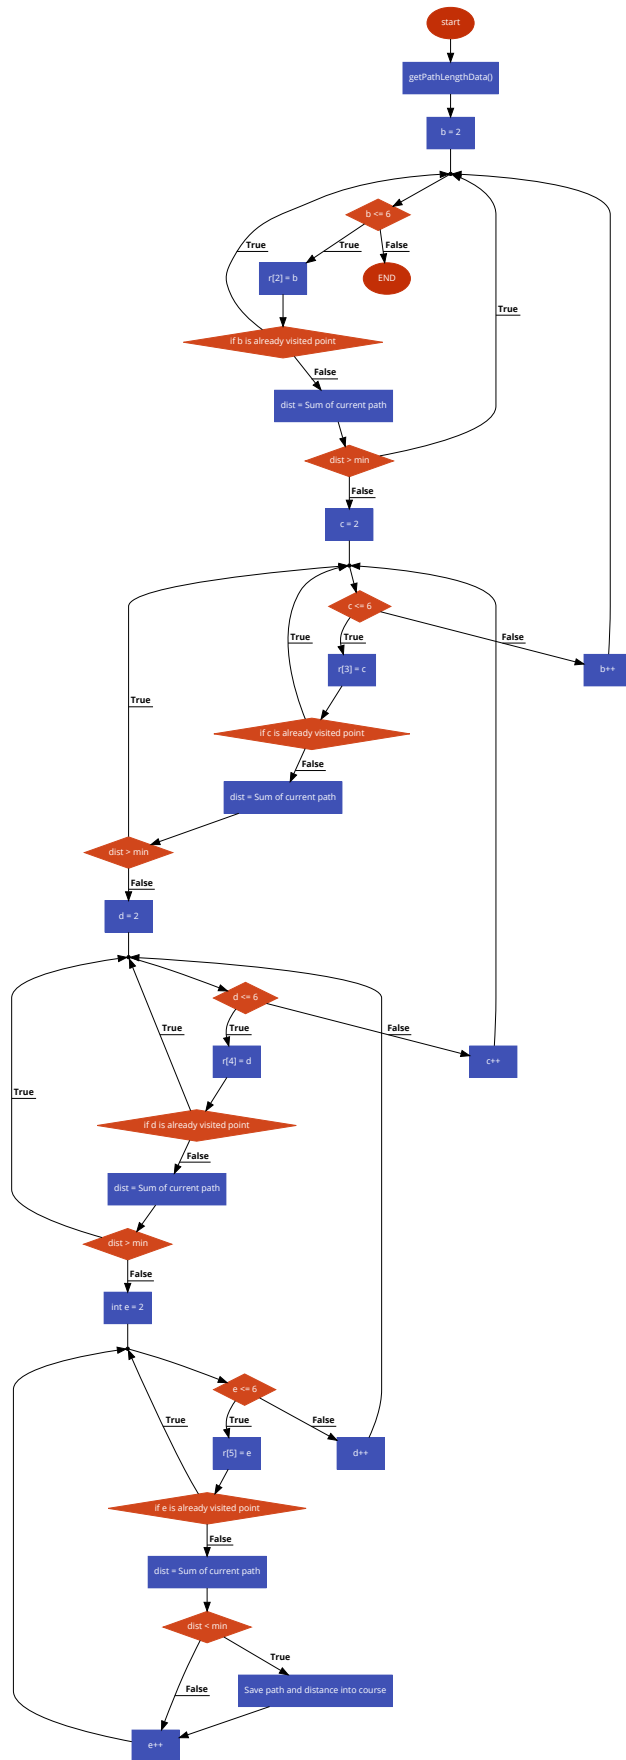 start
getPathLengthData()
b = 2
b <= 6
True
True
False
r[2] = b
END
True
if b is already visited point
False
dist = Sum of current path
dist > min
False
c = 2
c <= 6
True
True
False
r[3] = c
b++
True
if c is already visited point
False
dist = Sum of current path
dist > min
False
d = 2
d <= 6
True
True
False
r[4] = d
c++
True
if d is already visited point
False
dist = Sum of current path
dist > min
False
int e = 2
e <= 6
True
True
False
r[5] = e
d++
if e is already visited point
False
dist = Sum of current path
dist < min
True
False
Save path and distance into course
e++